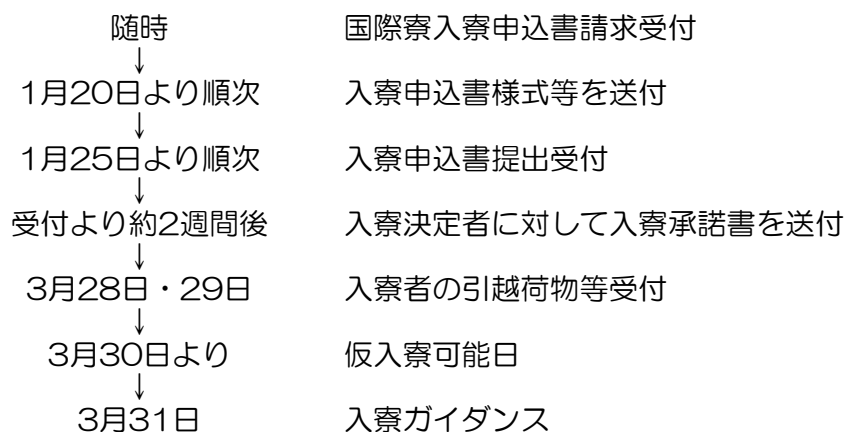 随時 国際寮入寮申込書請求受付
↓
1月20日より順次 入寮申込書様式等を送付
↓
1月25日より順次 入寮申込書提出受付
↓
受付より約2週間後 入寮決定者に対して入寮承諾書を送付
↓
3月28日・29日 入寮者の引越荷物等受付
↓
3月30日より 仮入寮可能日
↓
3月31日 入寮ガイダンス